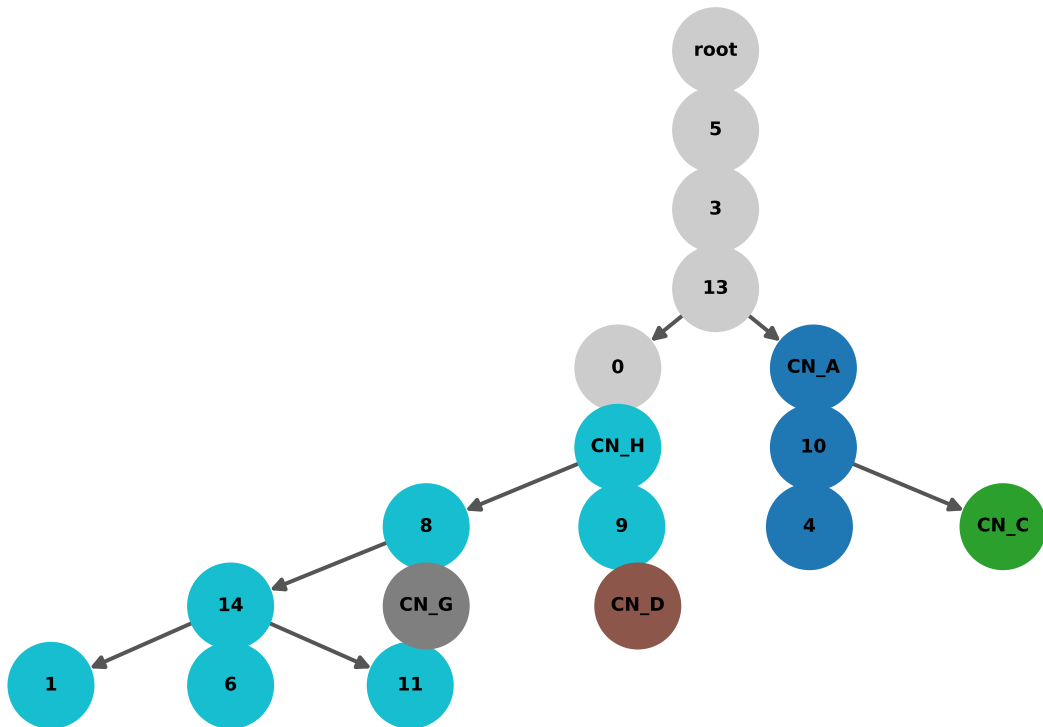 root
5
3
13
0 CN_A
CN_H 10
8 9 4 CN_C
14 CN_G CN_D
1 6 11